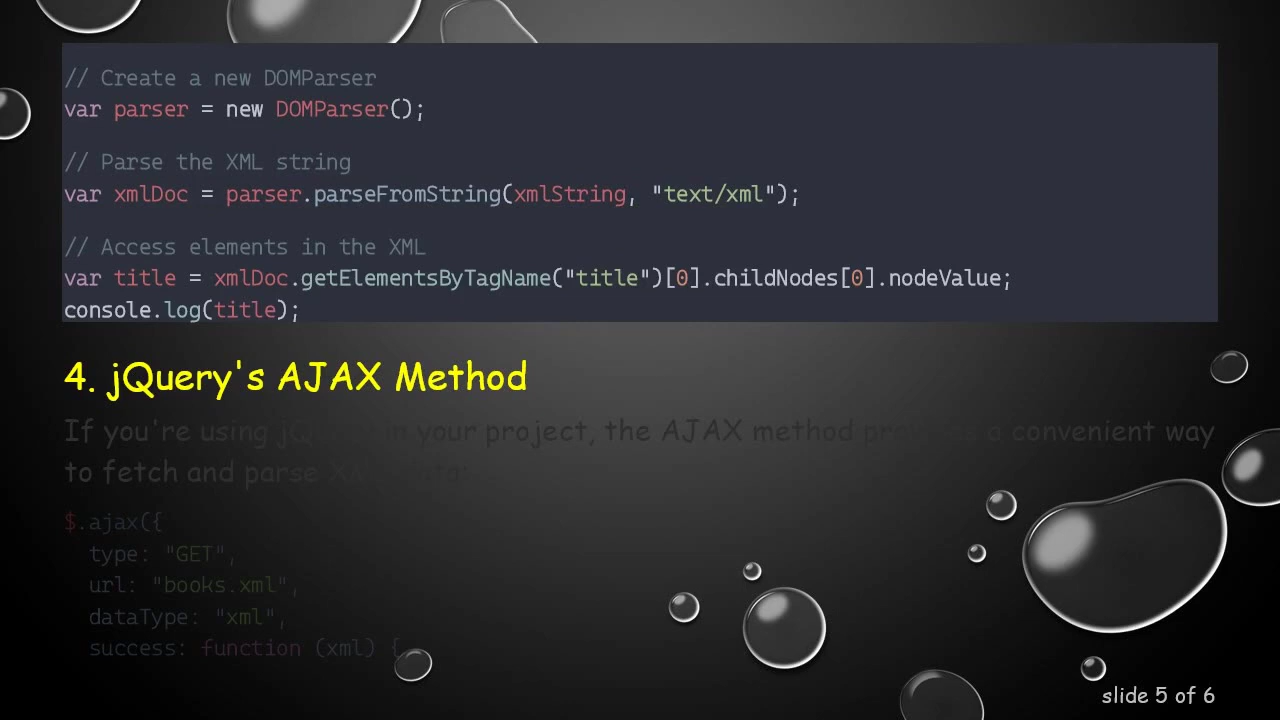 // Create a new DOMParser
var parser = new DOMParser();
// Parse the XML string
var xmlDoc = parser.parseFromString(xmlString, "text/xml");
// Access elements in the XML
var title = xmlDoc.getElementsByTagName("title")[0].childNodes[0].nodeValue;
console.log(title);
4. jQuery's AJAX Method
If you're using jQuery in your project, the AJAX method provides a convenient way
to fetch and parse XML data:
$.ajax({
  type: "GET",
  url: "books.xml",
  dataType: "xml",
  success: function (xml) {
slide 5 of 6